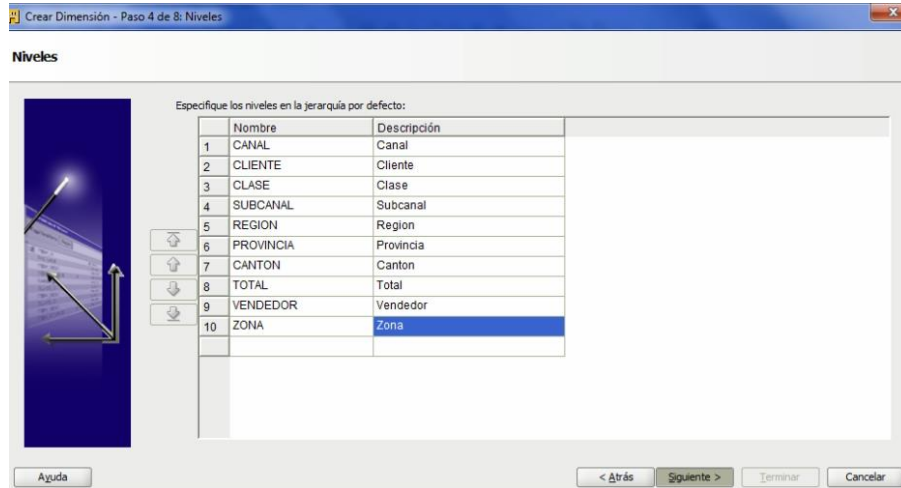 Crear Dimensión - Paso 4 de 8: Niveles
Niveles
Especifique los niveles en la jerarquía por defecto:
Nombre Descripción
1 CANAL Canal
2 CLIENTE Cliente
3 CLASE Clase
4 SUBCANAL Subcanal
5 REGION Region
6 PROVINCIA Provincia
7 CANTON Canton
8 TOTAL Total
9 VENDEDOR Vendedor
10 ZONA Zona
Ayuda < Atrás Siguiente > Terminar Cancelar